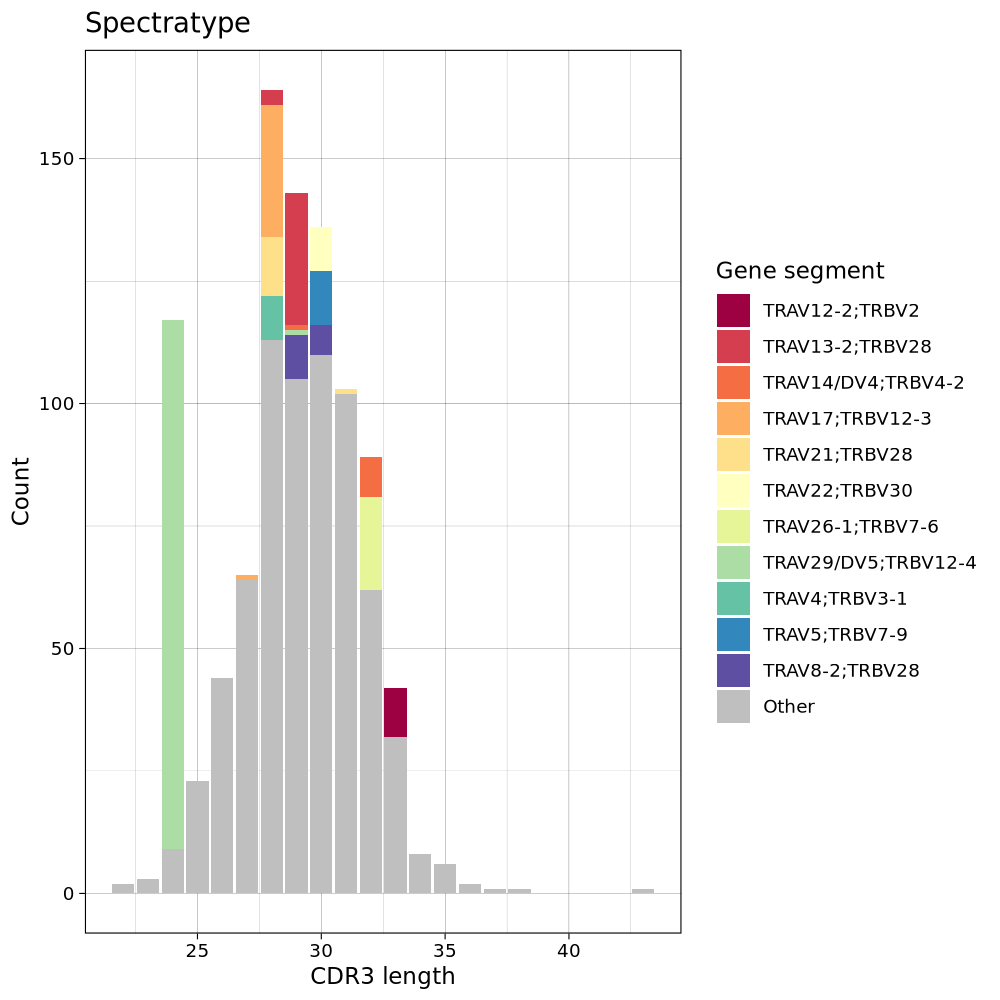 Spectratype
150
100
50
0
Count
25
30
35
40
CDR3 length
Gene segment
TRAV12-2;TRBV2
TRAV13-2;TRBV28
TRAV14/DV4;TRBV4-2
TRAV17;TRBV12-3
TRAV21;TRBV28
TRAV22;TRBV30
TRAV26-1;TRBV7-6
TRAV29/DV5;TRBV12-4
TRAV4;TRBV3-1
TRAV5;TRBV7-9
TRAV8-2;TRBV28
Other